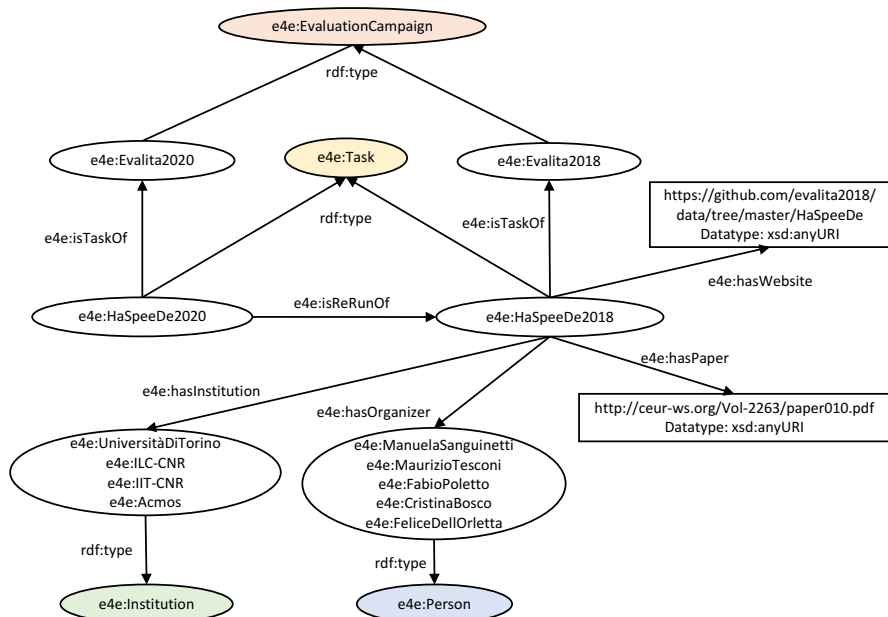 e4e:EvaluationCampaign
rdf:type
e4e:Evalita2020
e4e:Task
e4e:Evalita2018
https://github.com/evalita2018/
data/tree/master/HaSpeeDe
Datatype: xsd:anyURI
e4e:isTaskOf
rdf:type
e4e:isTaskOf
e4e:hasWebsite
e4e:isReRunOf
e4e:HaSpeeDe2020
e4e:HaSpeeDe2018
e4e:hasPaper
e4e:hasInstitution
e4e:hasOrganizer
http://ceur-ws.org/Vol-2263/paper010.pdf
Datatype: xsd:anyURI
e4e:UniversitàDiTorino
e4e:ILC-CNR
e4e:IIT-CNR
e4e:Acmos
e4e:ManuelaSanguinetti
e4e:MaurizioTesconi
e4e:FabioPoletto
e4e:CristinaBosco
e4e:FeliceDellOrletta
rdf:type
rdf:type
e4e:Institution
e4e:Person